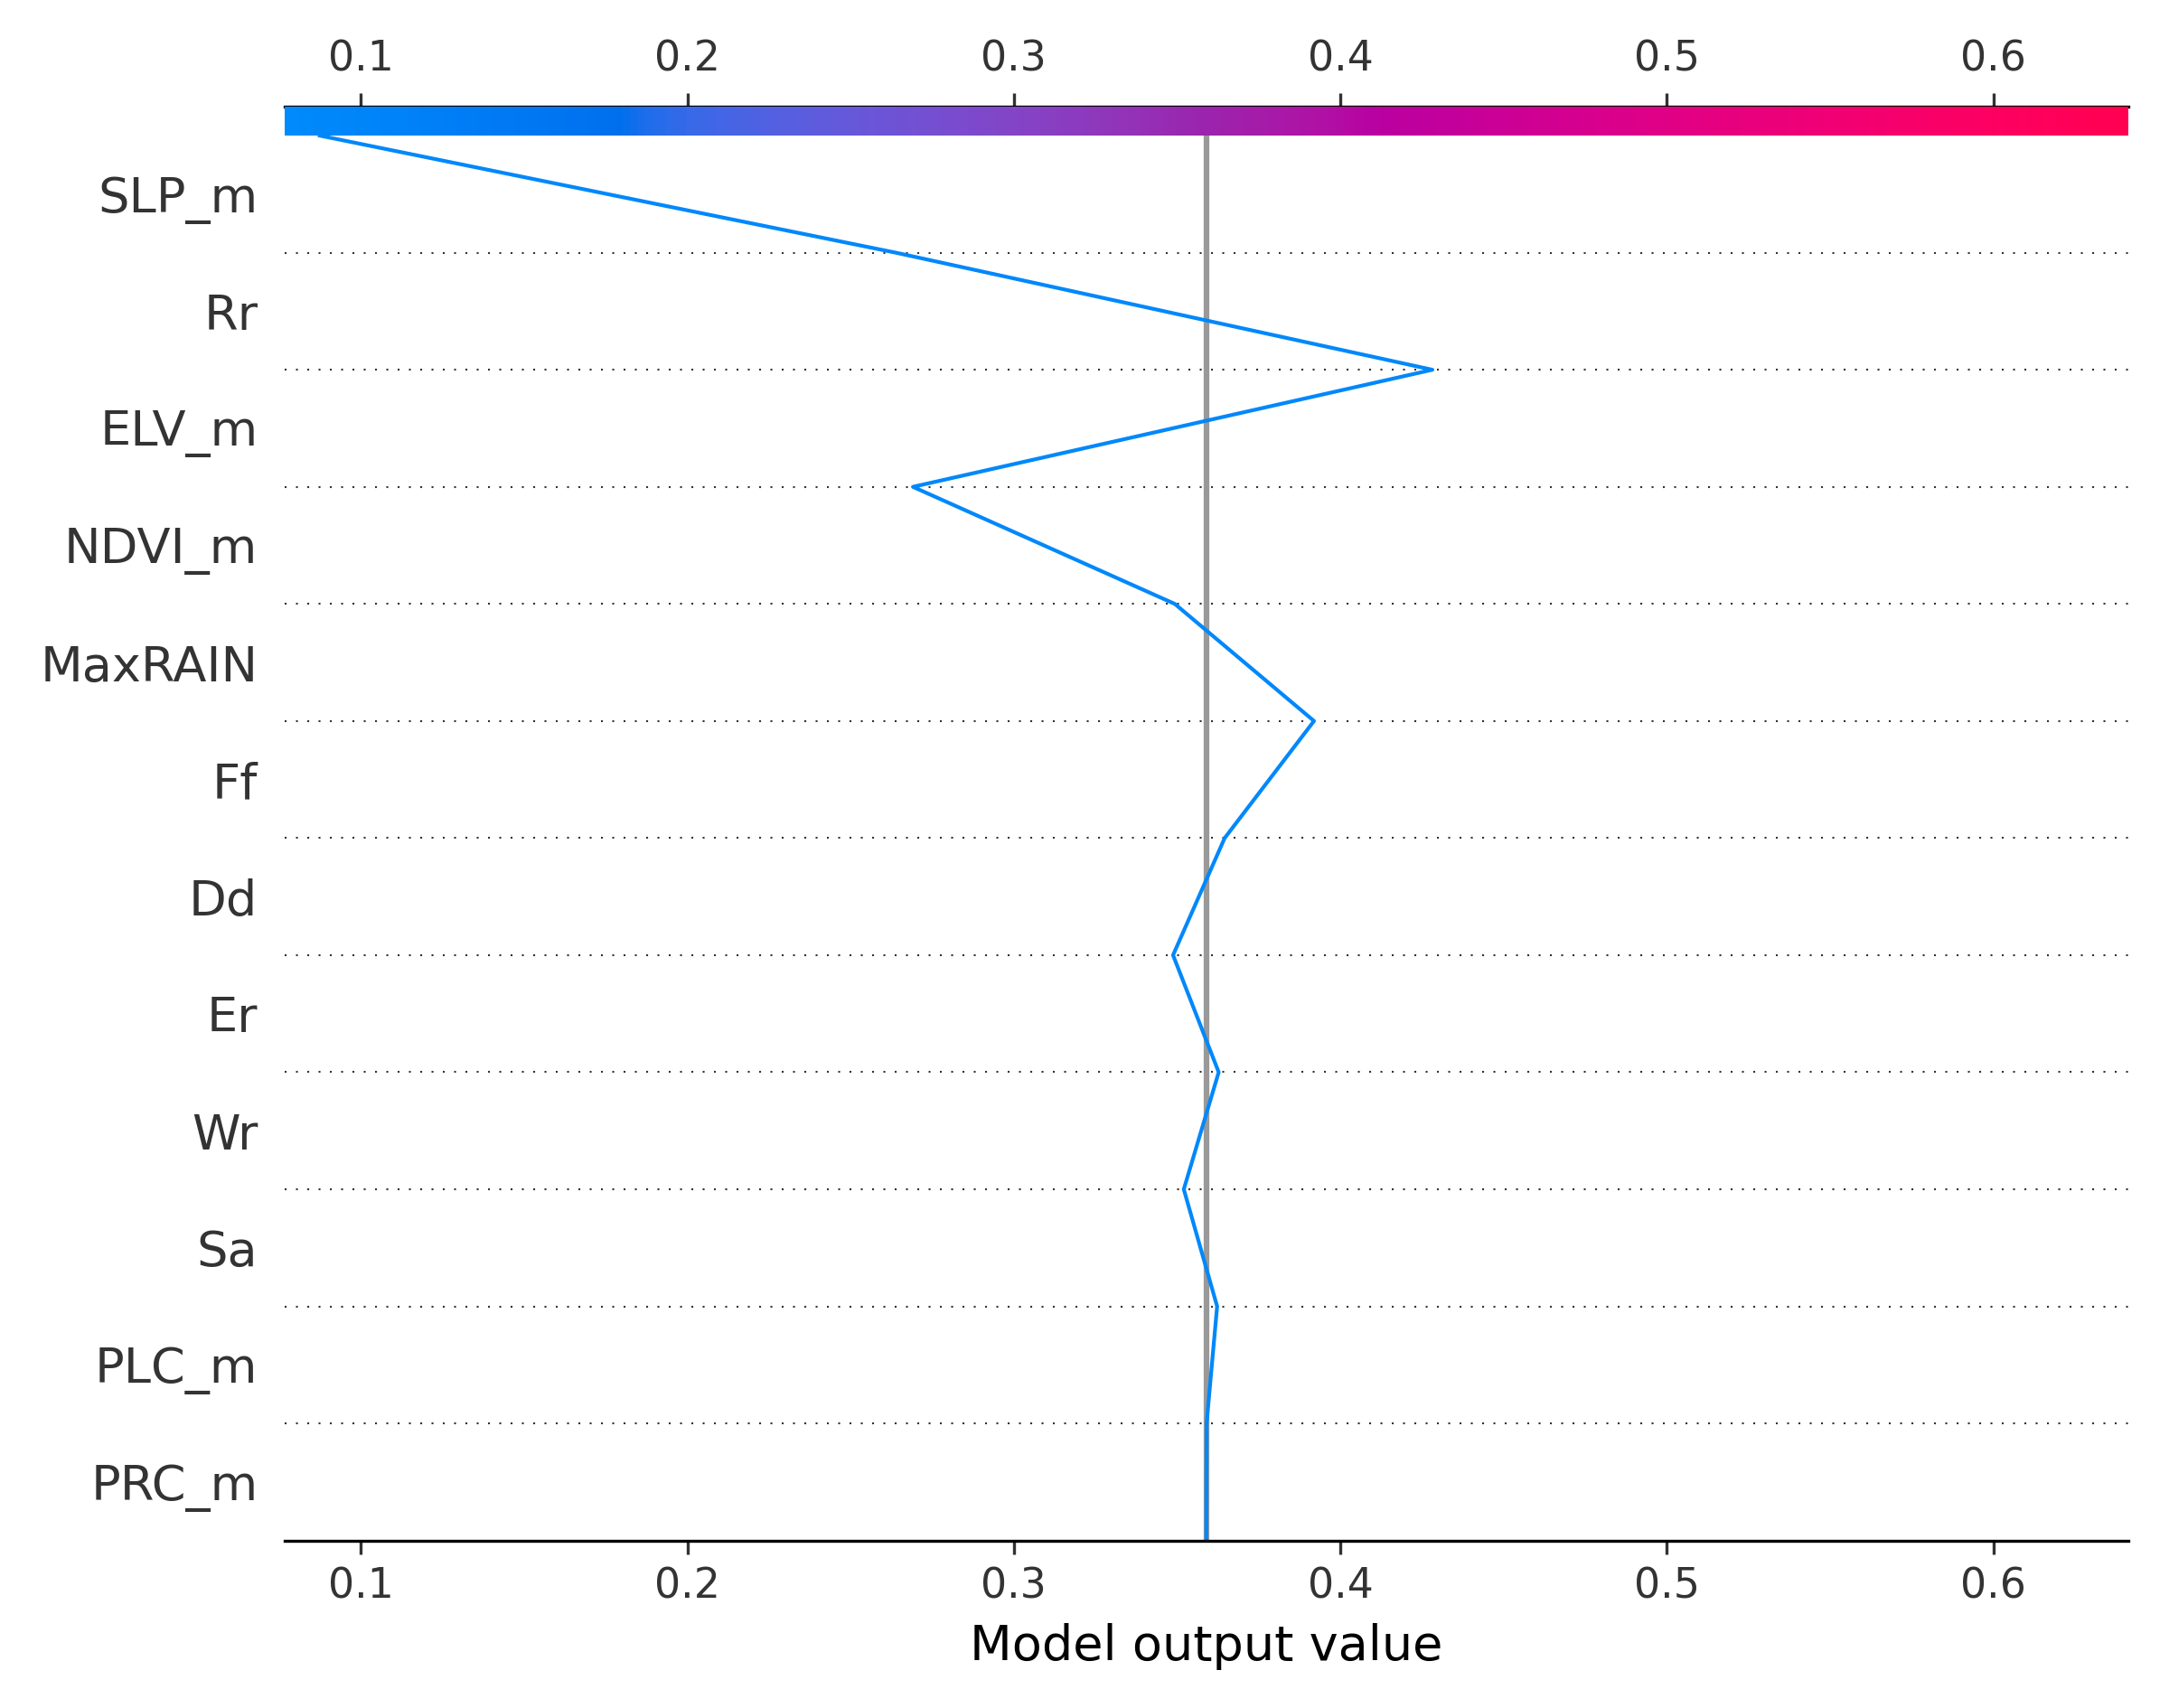 0.1 0.2 0.3 0.4 0.5 0.6
SLP_m
Rr
ELV_m
NDVI_m
MaxRAIN
Ff
Dd
Er
Wr
Sa
PLC_m
PRC_m
0.1 0.2 0.3 0.4 0.5 0.6
Model output value